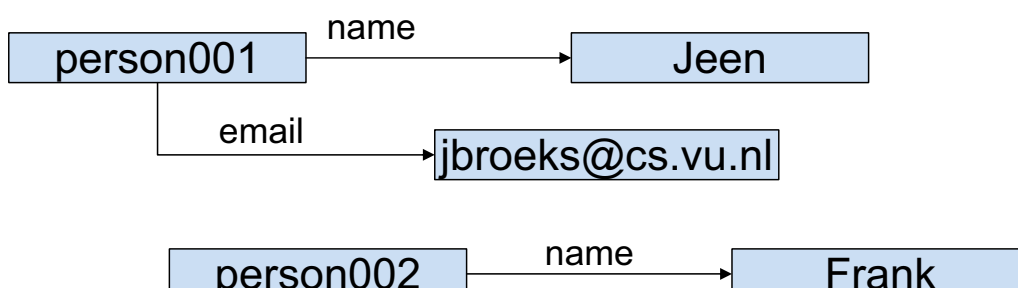 name
person001
Jeen
email
jbroeks@cs.vu.nl
name
person002
Frank